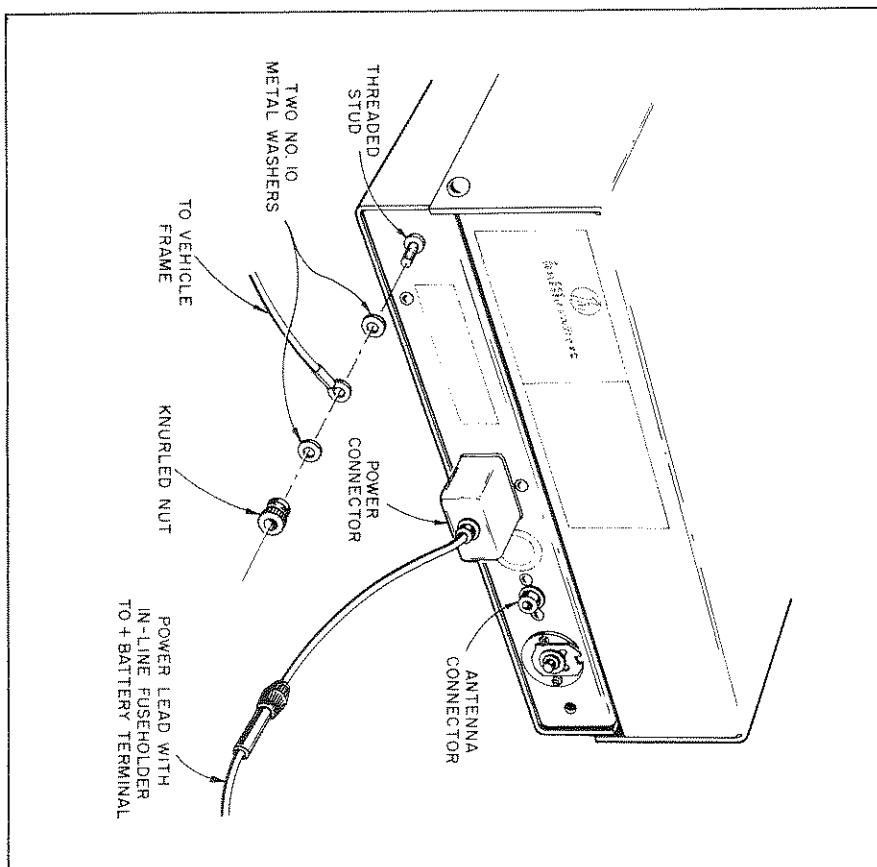 THREADED
STUD
TWO NO. 10
METAL WASHERS
TO VEHICLE
FRAME
KNURLED NUT
POWER
CONNECTOR
ANTENNA
CONNECTOR
POWER LEAD WITH
IN-LINE FUSEHOLDER
TO + BATTERY TERMINAL